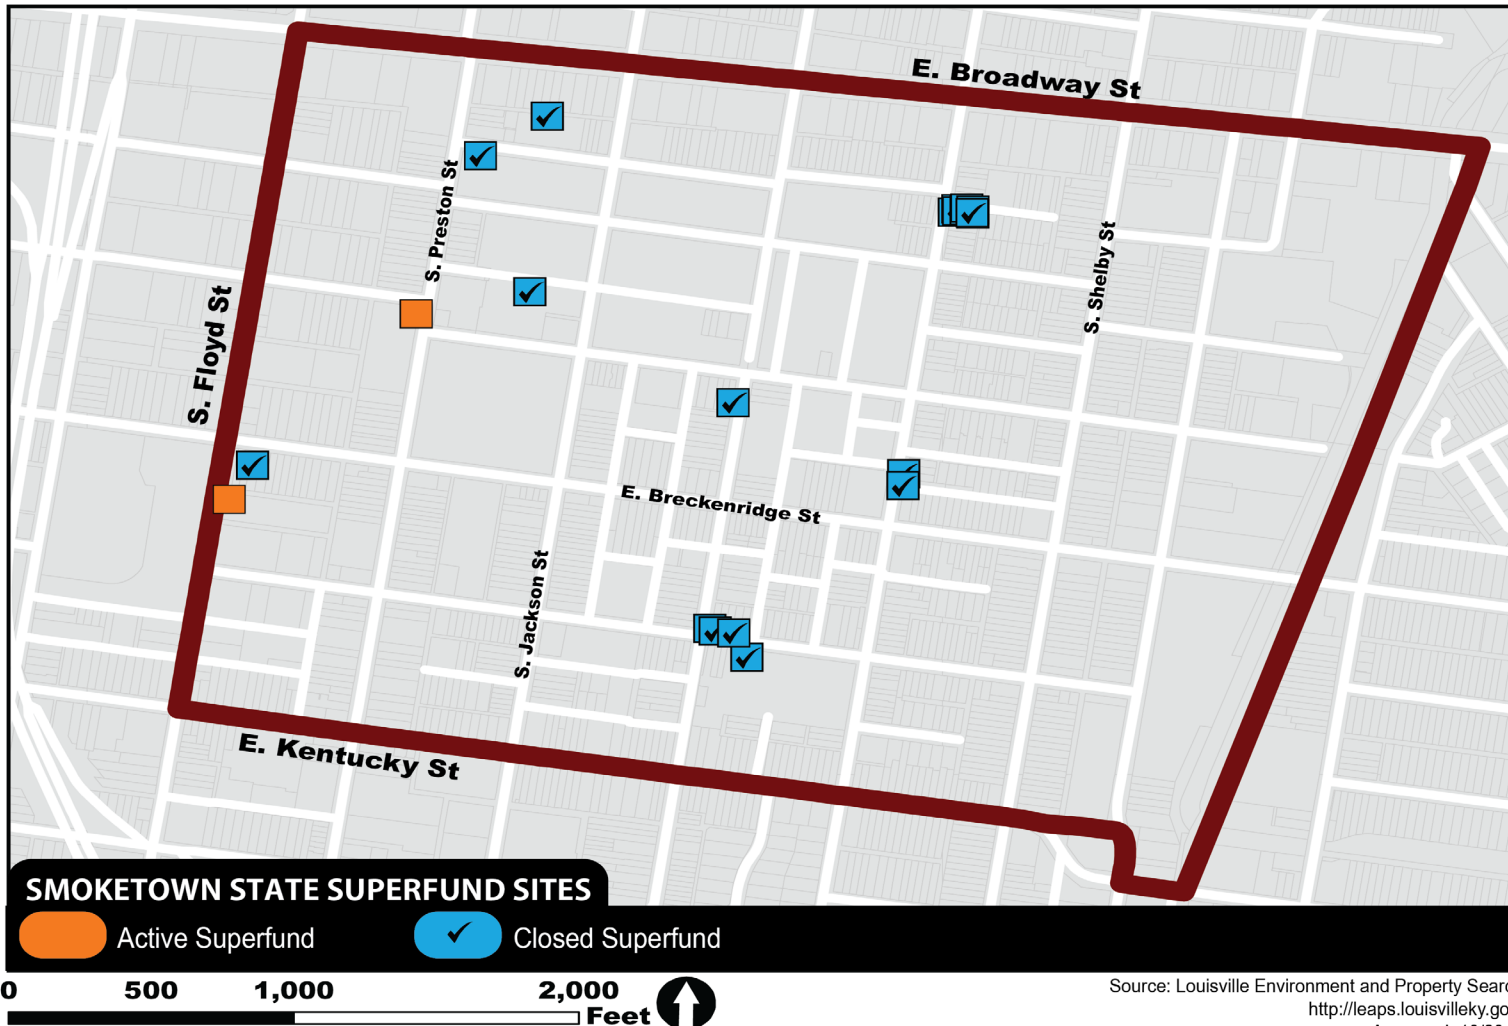 E. Broadway St
S. Preston St
S. Shelby St
S. Floyd St
E. Breckenridge St
S. Jackson St
E. Kentucky St
SMOKETOWN STATE SUPERFUND SITES
Active Superfund
Closed Superfund
0 500 1,000 2,000
Feet
Source: Louisville Environment and Property Searc
http://leaps.louisvilleky.go